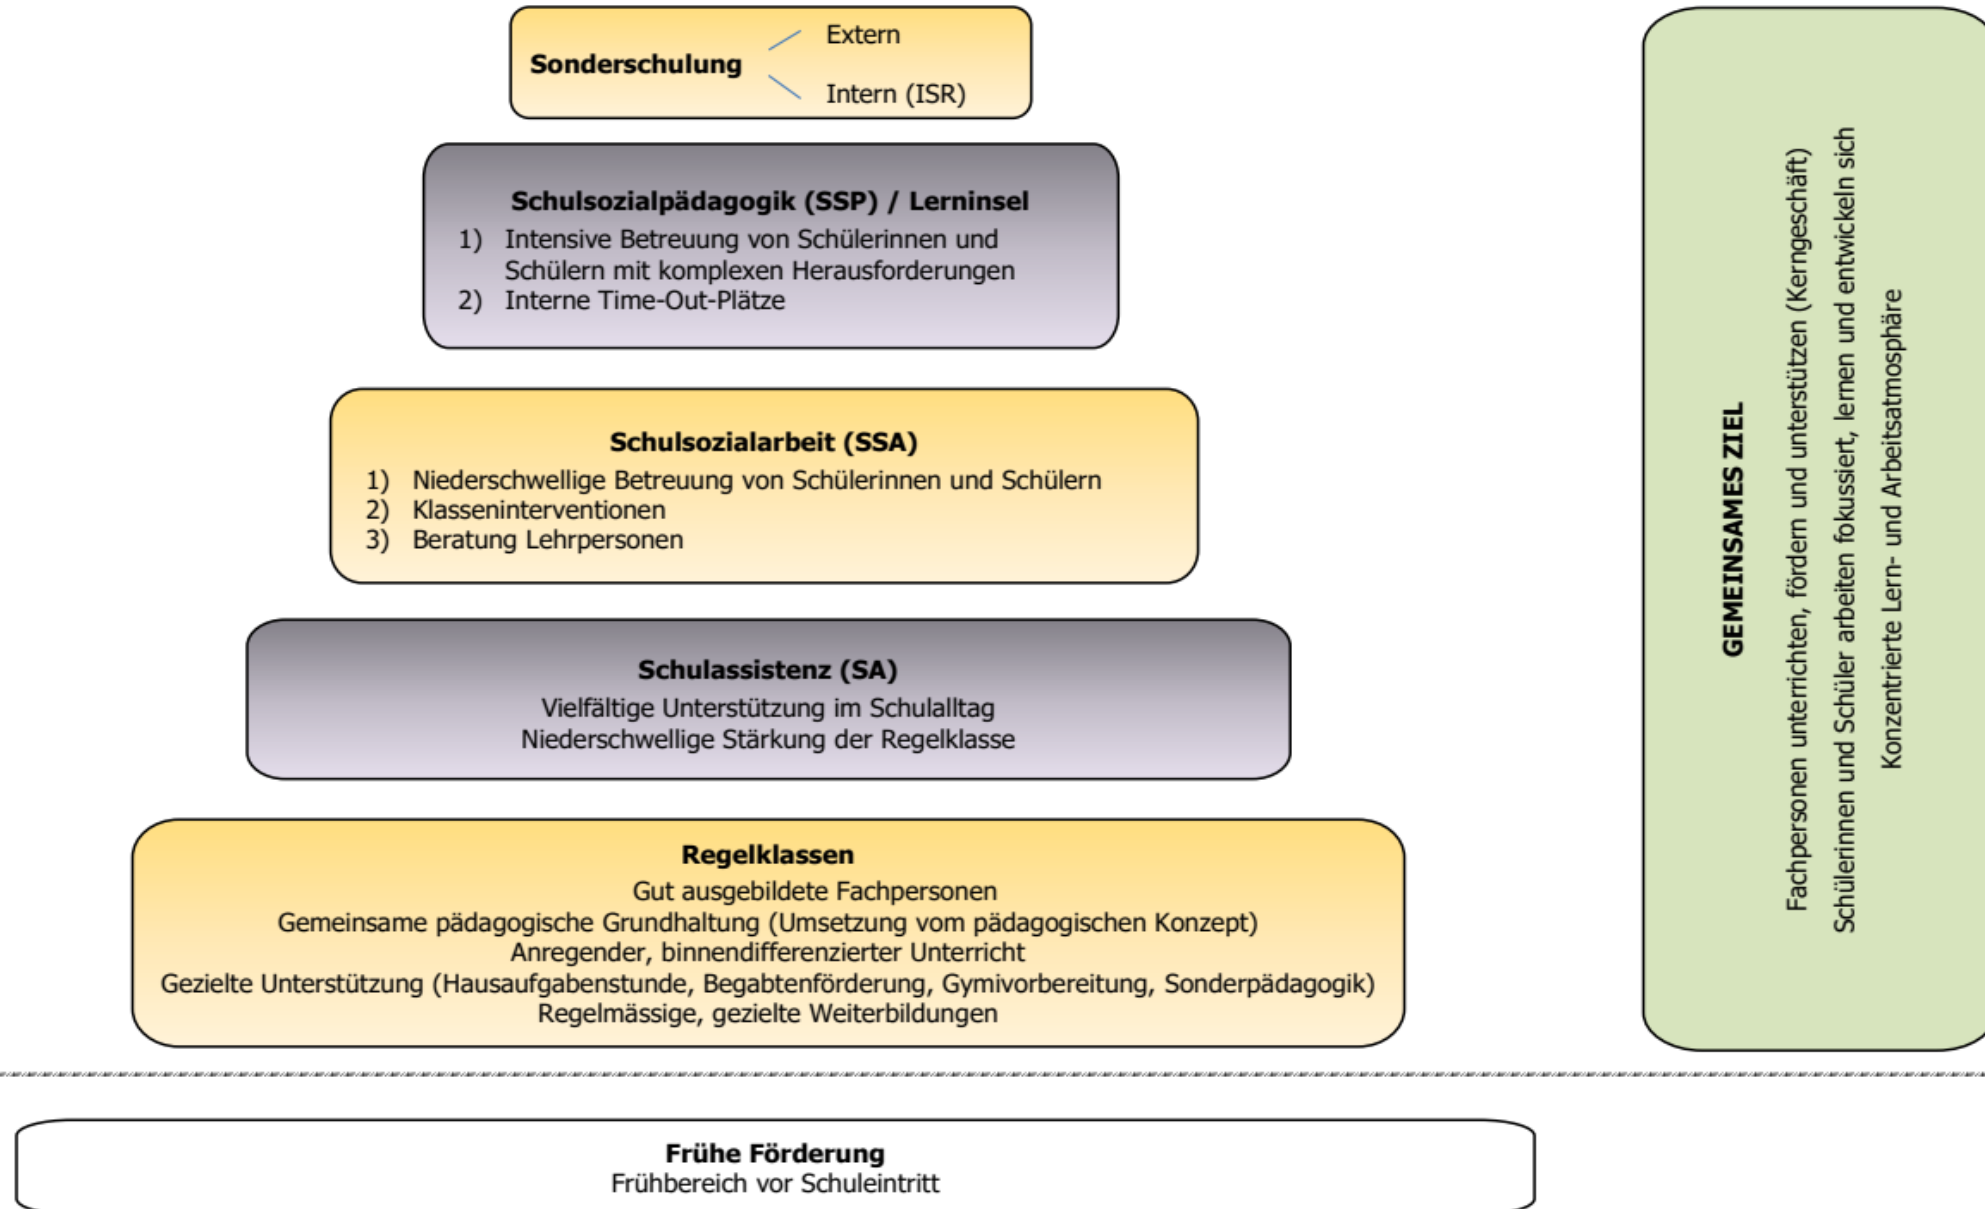 Sonderschulung
Extern
Intern (ISR)
Schulsozialpädagogik (SSP) / Lerninsel
1) Intensive Betreuung von Schülerinnen und
Schülern mit komplexen Herausforderungen
2) Interne Time-Out-Plätze
Schulsozialarbeit (SSA)
1) Niederschwellige Betreuung von Schülerinnen und Schülern
2) Klasseninterventionen
3) Beratung Lehrpersonen
Schulassistenz (SA)
Vielfältige Unterstützung im Schulalltag
Niederschwellige Stärkung der Regelklasse
Regelklassen
Gut ausgebildete Fachpersonen
Gemeinsame pädagogische Grundhaltung (Umsetzung vom pädagogischen Konzept)
Anregender, binnendifferenzierter Unterricht
Gezielte Unterstützung (Hausaufgabenstunde, Begabtenförderung, Gymivorbereitung, Sonderpädagogik)
Regelmässige, gezielte Weiterbildungen
Frühe Förderung
Frühbereich vor Schuleintritt
GEMEINSAMES ZIEL
Fachpersonen unterrichten, fördern und unterstützen (Kerngeschäft)
Schülerinnen und Schüler arbeiten fokussiert, lernen und entwickeln sich
Konzentrierte Lern- und Arbeitsatmosphäre